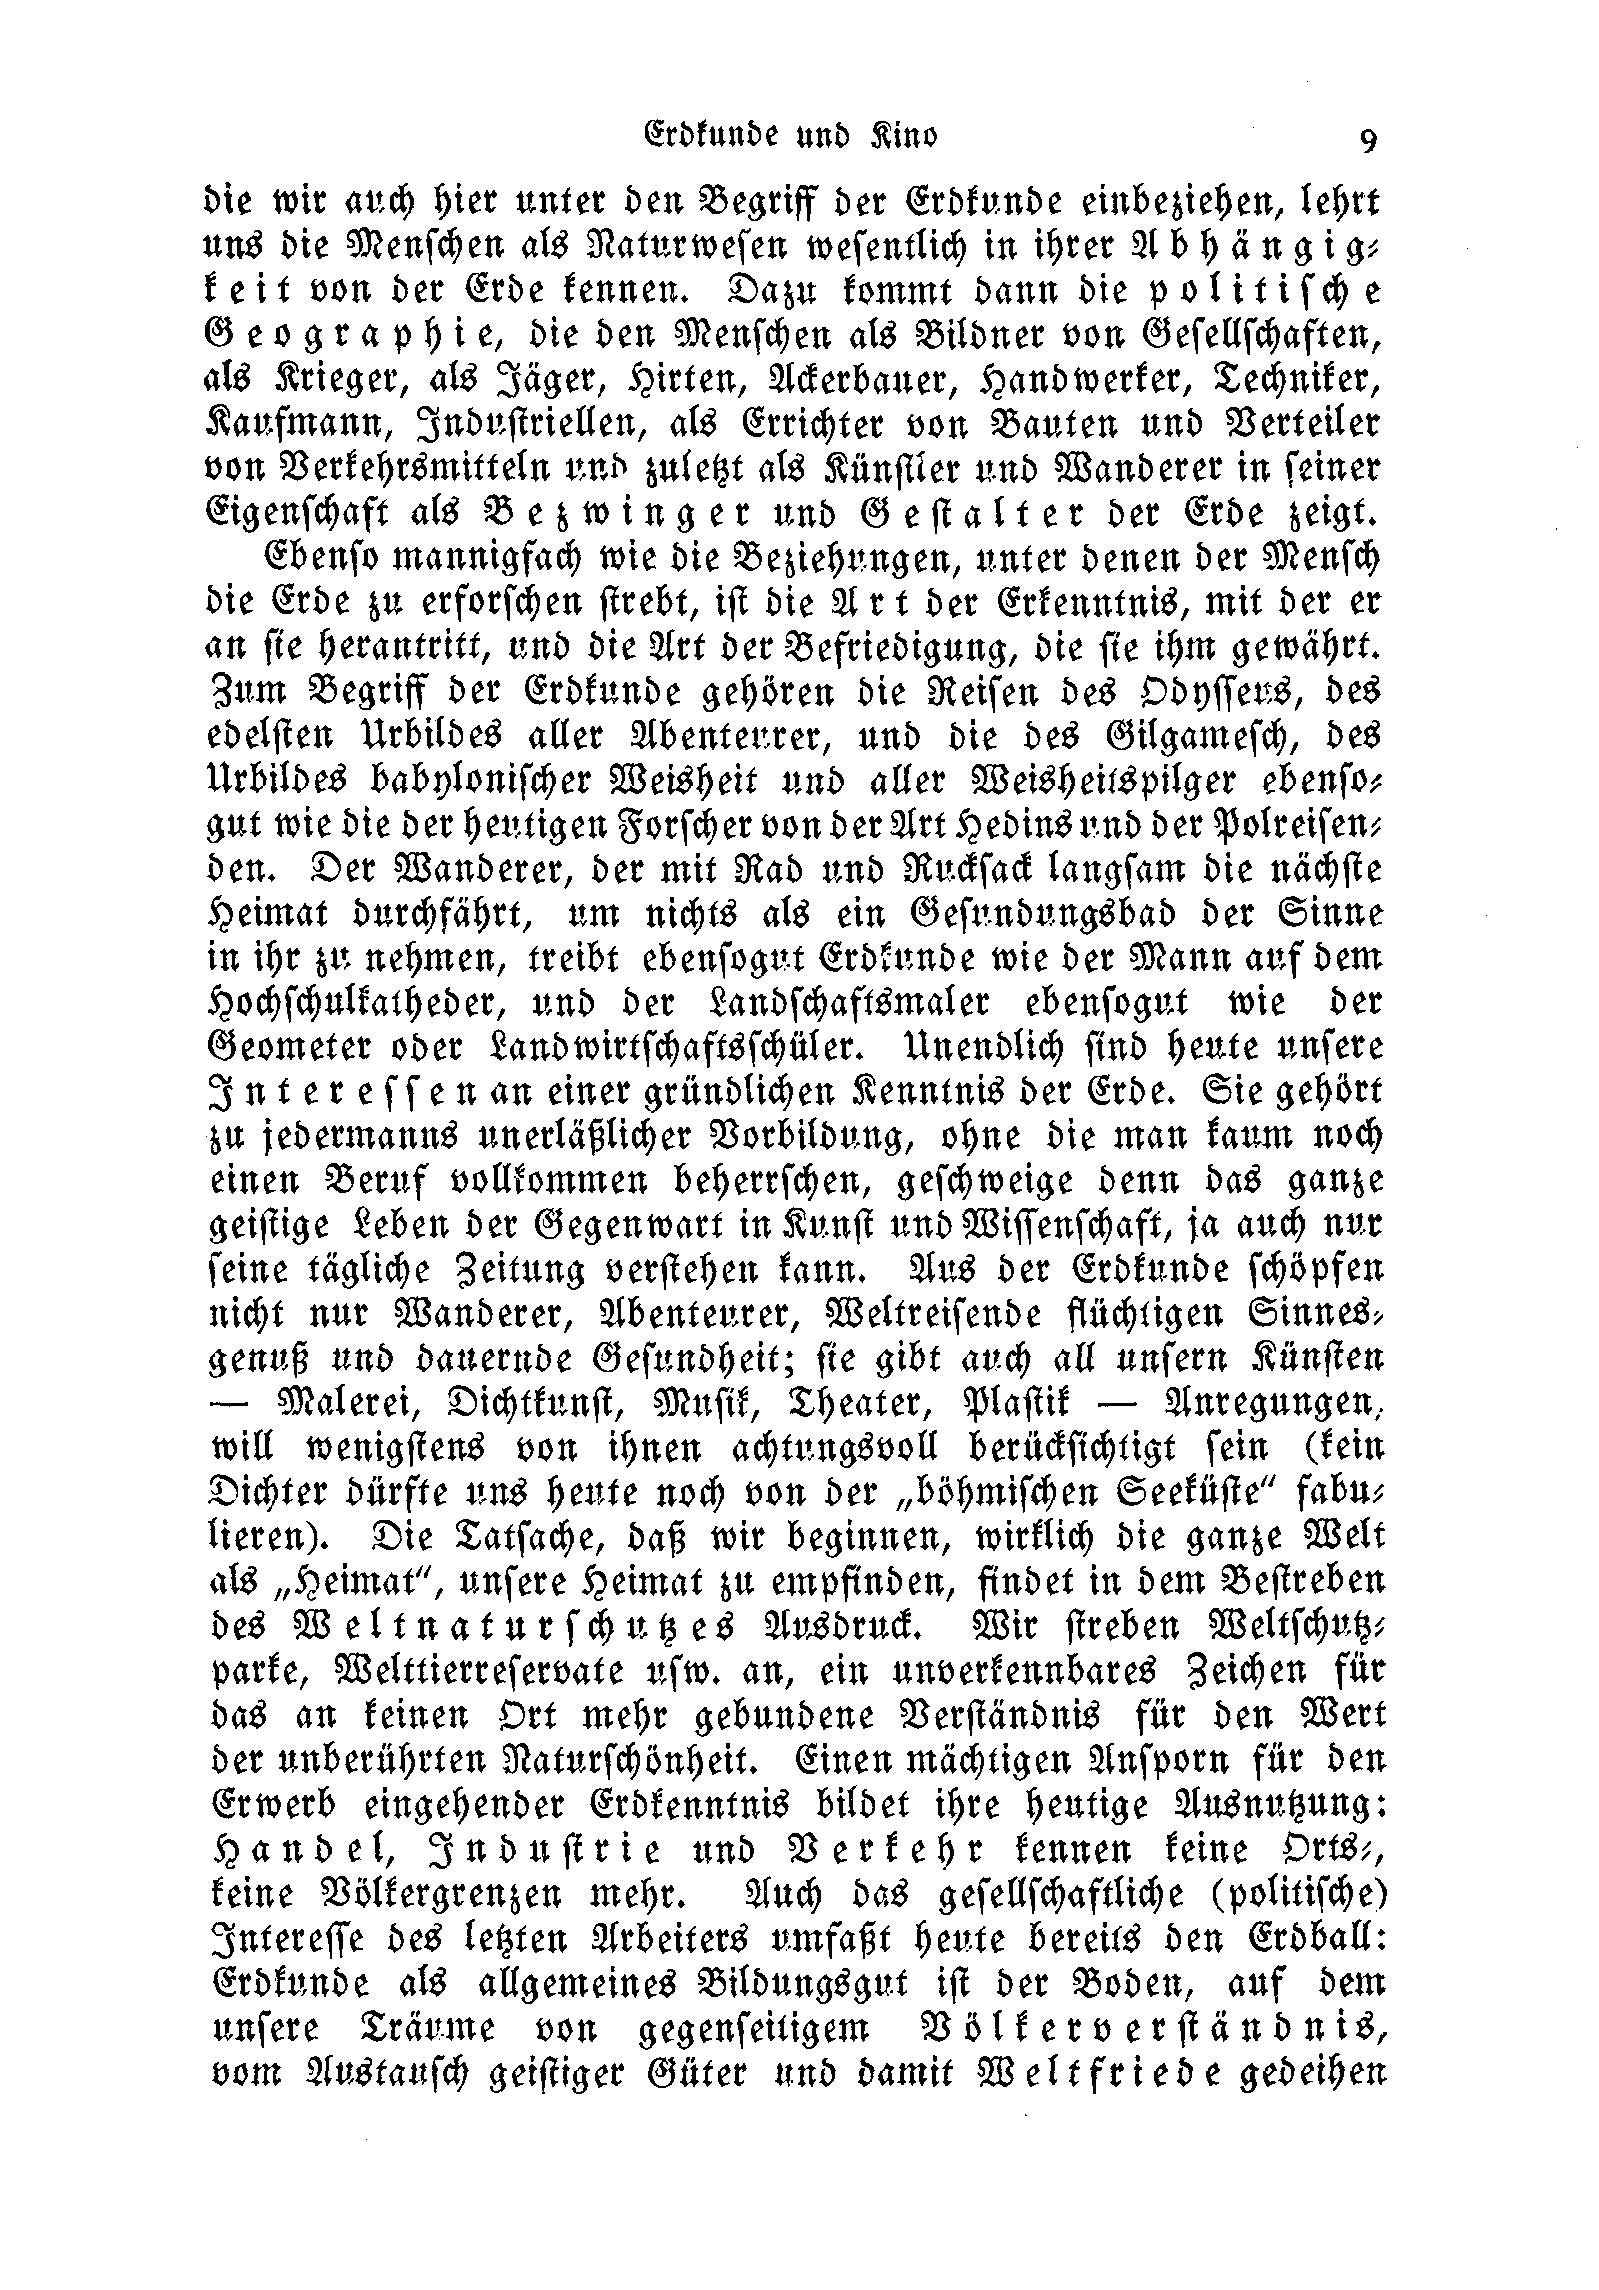 Erdkunde und Kino 9
die wir auch hier unter den Begriff der Erdkunde einbeziehen, lehrt
uns die Menschen als Naturwesen wesentlich in ihrer Abhängig-
keit von der Erde kennen. Dazu kommt dann die politische
Geographie, die den Menschen als Bildner von Gesellschaften,
als Krieger, als Jäger, Hirten, Ackerbauer, Handwerker, Techniker,
Kaufmann, Industriellen, als Errichter von Bauten und Verteiler
von Verkehrsmitteln und zuletzt als Künstler und Wanderer in seiner
Eigenschaft als Bezwinger und Gestalter der Erde zeigt.
Ebenso mannigfach wie die Beziehungen, unter denen der Mensch
die Erde zu erforschen strebt, ist die Art der Erkenntnis, mit der er
an sie herantritt, und die Art der Befriedigung, die sie ihm gewährt.
Zum Begriff der Erdkunde gehören die Reisen des Odysseus, des
edelsten Urbildes aller Abenteurer, und die des Gilgamesch, des
Urbildes babylonischer Weisheit und aller Weisheitspilger ebenso-
gut wie die der heutigen Forscher von der Art Hedins und der Polreisen-
den. Der Wanderer, der mit Rad und Rucksack langsam die nächste
Heimat durchfährt, um nichts als ein Gesundungsbad der Sinne
in ihr zu nehmen, treibt ebensogut Erdkunde wie der Mann auf dem
Hochschulkatheder, und der Landschaftsmaler ebensogut wie der
Geometer oder Landwirtschaftsschüler. Unendlich sind heute unsere
Interessen an einer gründlichen Kenntnis der Erde. Sie gehört
zu jedermanns unerläßlicher Vorbildung, ohne die man kaum noch
einen Beruf vollkommen beherrschen, geschweige denn das ganze
geistige Leben der Gegenwart in Kunst und Wissenschaft, ja auch nur
seine tägliche Zeitung verstehen kann. Aus der Erdkunde schöpfen
nicht nur Wanderer, Abenteurer, Weltreisende flüchtigen Sinnes-
genuß und dauernde Gesundheit; sie gibt auch all unsern Künsten
— Malerei, Dichtkunst, Musik, Theater, Plastik — Anregungen,
will wenigstens von ihnen achtungsvoll berücksichtigt sein (kein
Dichter dürfte uns heute noch von der „böhmischen Seeküste“ fabu-
lieren). Die Tatsache, daß wir beginnen, wirklich die ganze Welt
als „Heimat“, unsere Heimat zu empfinden, findet in dem Bestreben
des Weltnaturschutzes Ausdruck. Wir streben Weltschutz-
parke, Welttierreservate usw. an, ein unverkennbares Zeichen für
das an keinen Ort mehr gebundene Verständnis für den Wert
der unberührten Naturschönheit. Einen mächtigen Ansporn für den
Erwerb eingehender Erdkenntnis bildet ihre heutige Ausnutzung:
Handel, Industrie und Verkehr kennen keine Orts-,
keine Völkergrenzen mehr. Auch das gesellschaftliche (politische)
Interesse des letzten Arbeiters umfaßt heute bereits den Erdball:
Erdkunde als allgemeines Bildungsgut ist der Boden, auf dem
unsere Träume von gegenseitigem Völkerverständnis,
vom Austausch geistiger Güter und damit Weltfriede gedeihen